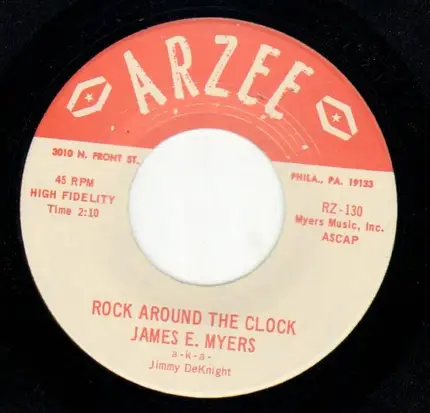 ARZEE
3010 N. FRONT ST.,
PHILA., PA. 19133
45 RPM
HIGH FIDELITY
Time 2:10
RZ-130
Myers Music, Inc.
ASCAP
ROCK AROUND THE CLOCK
JAMES E. MYERS
a-k-a-
Jimmy DeKnight